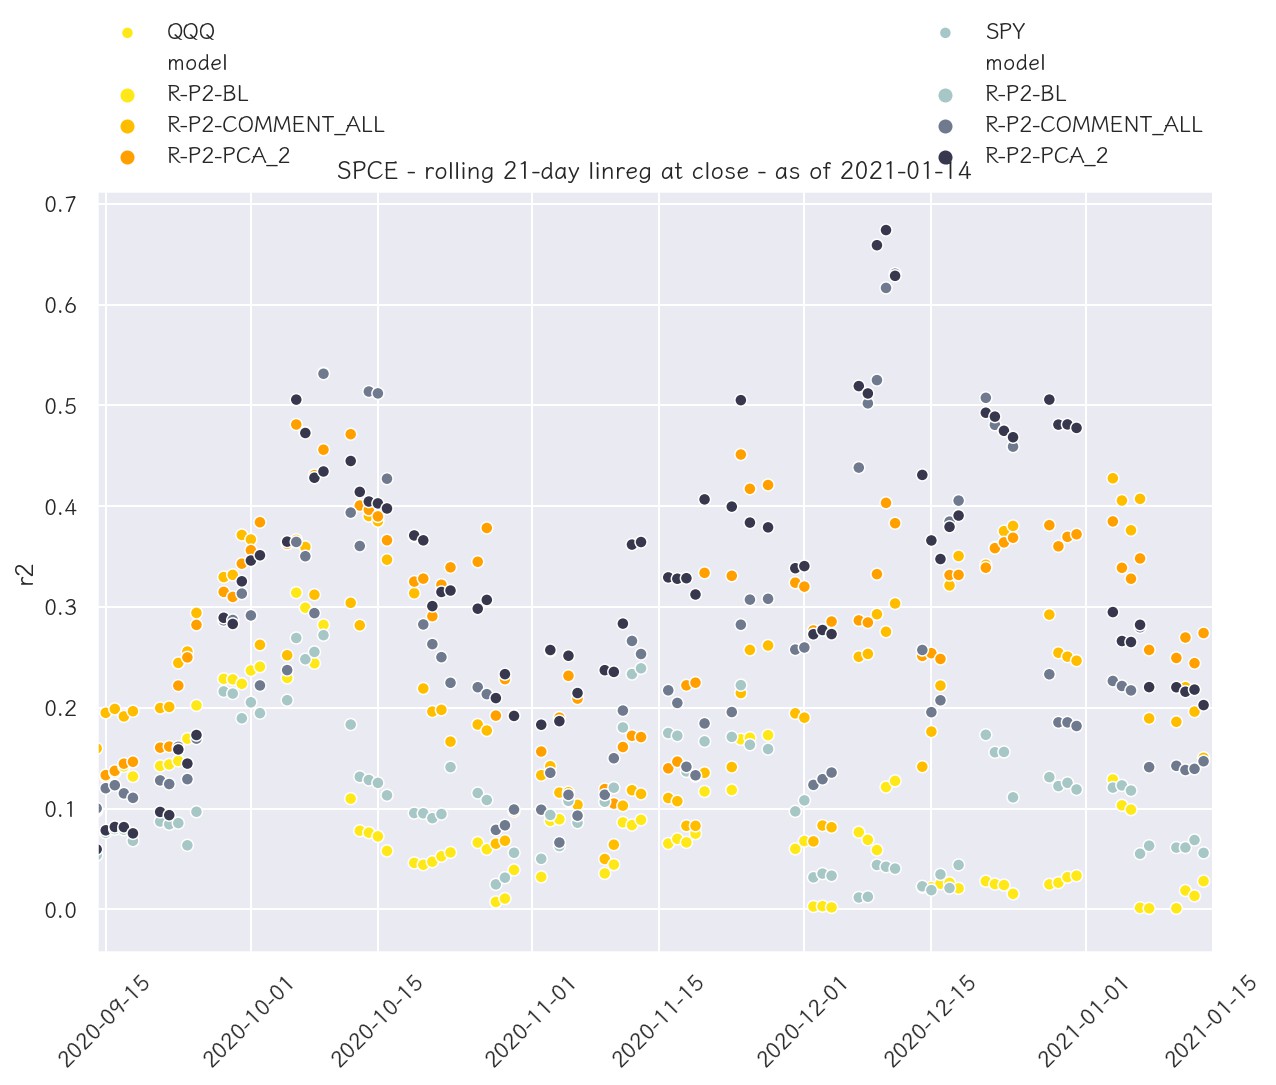 QQQ
model
R-P2-BL
R-P2-COMMENT_ALL
R-P2-PCA_2
SPY
model
R-P2-BL
R-P2-COMMENT_ALL
R-P2-PCA_2
SPCE - rolling 21-day linreg at close - as of 2021-01-14
r2
0.7
0.6
0.5
0.4
0.3
0.2
0.1
0.0
2020-09-15
2020-10-01
2020-10-15
2020-11-01
2020-11-15
2020-12-01
2020-12-15
2021-01-01
2021-01-15